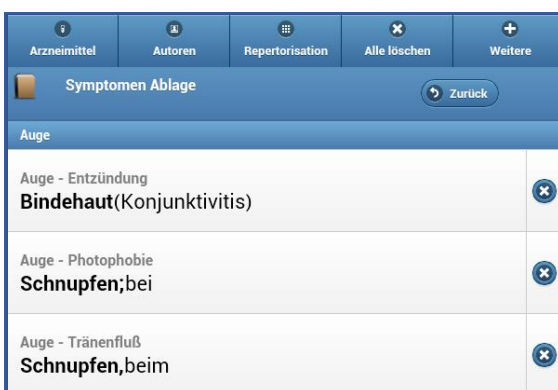 Arzneimittel Autoren Repertorisation Alle löschen Weitere
Symptomen Ablage Zurück
Auge
Auge - Entzündung
Bindehaut(Konjunktivitis)
Auge - Photophobie
Schnupfen;bei
Auge - Tränenfluß
Schnupfen,beim